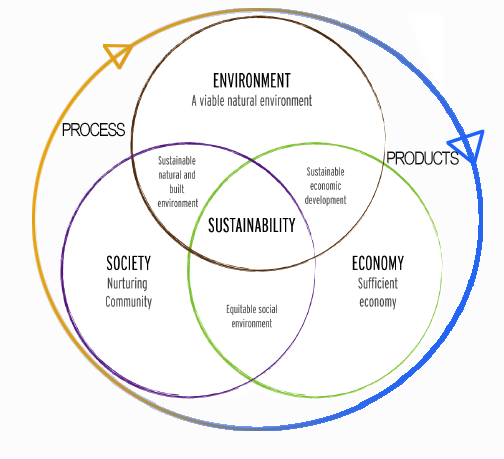 ENVIRONMENT
A viable natural environment
PROCESS
PRODUCTS
Sustainable
natural and
built
environment
Sustainable
economic
development
SUSTAINABILITY
SOCIETY
Nurturing
Community
ECONOMY
Sufficient
economy
Equitable social
environment